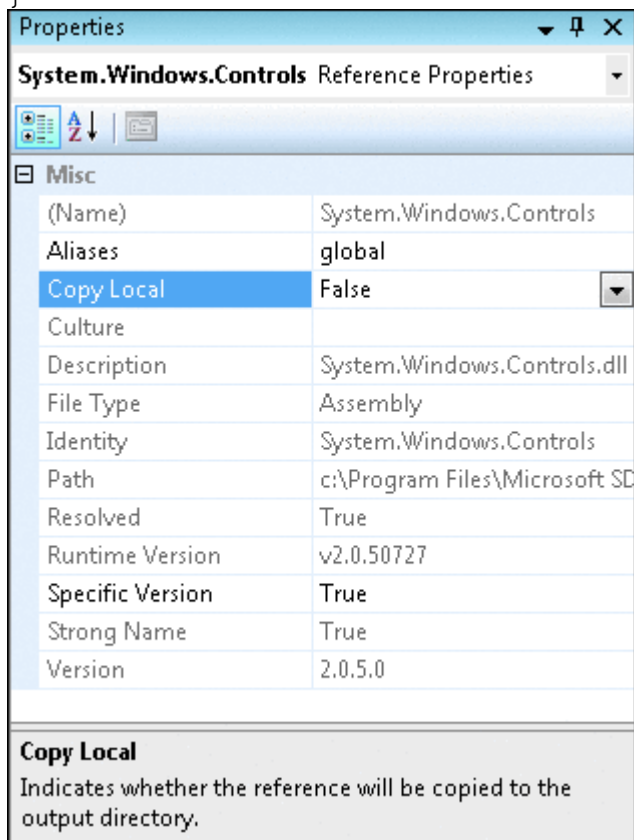 Properties
System.Windows.Controls Reference Properties
Misc
(Name) System.Windows.Controls
Aliases global
Copy Local False
Culture
Description System.Windows.Controls.dll
File Type Assembly
Identity System.Windows.Controls
Path c:\Program Files\Microsoft SD
Resolved True
Runtime Version v2.0.50727
Specific Version True
Strong Name True
Version 2.0.5.0
Copy Local
Indicates whether the reference will be copied to the
output directory.